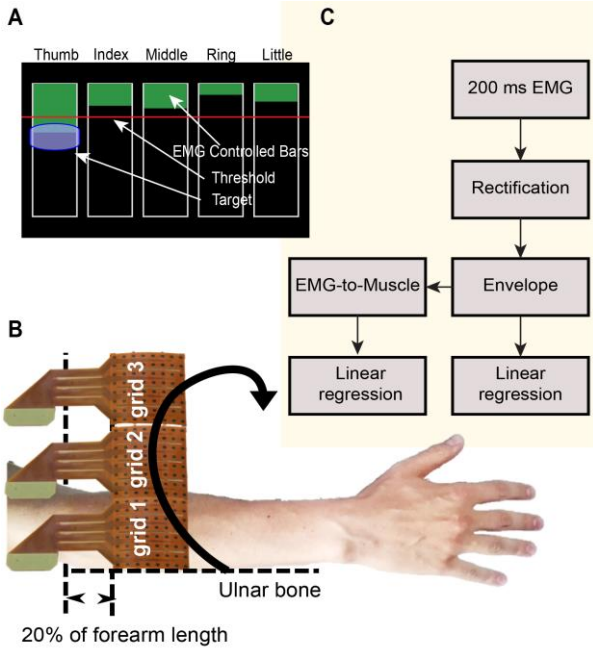 A
Thumb Index Middle Ring Little
EMG Controlled Bars
Threshold
Target
B
grid 3
grid 2
grid 1
Ulnar bone
20% of forearm length
C
200 ms EMG
Rectification
EMG-to-Muscle
Envelope
Linear
regression
Linear
regression